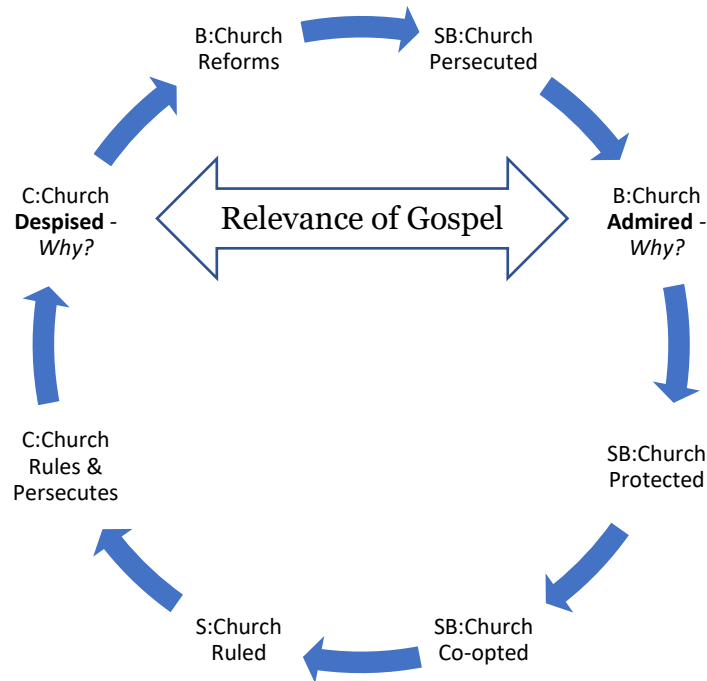 B:Church
Reforms
SB:Church
Persecuted
B:Church
Admired -
Why?
SB:Church
Protected
SB:Church
Co-opted
S:Church
Ruled
C:Church
Rules &
Persecutes
C:Church
Despised -
Why?
Relevance of Gospel